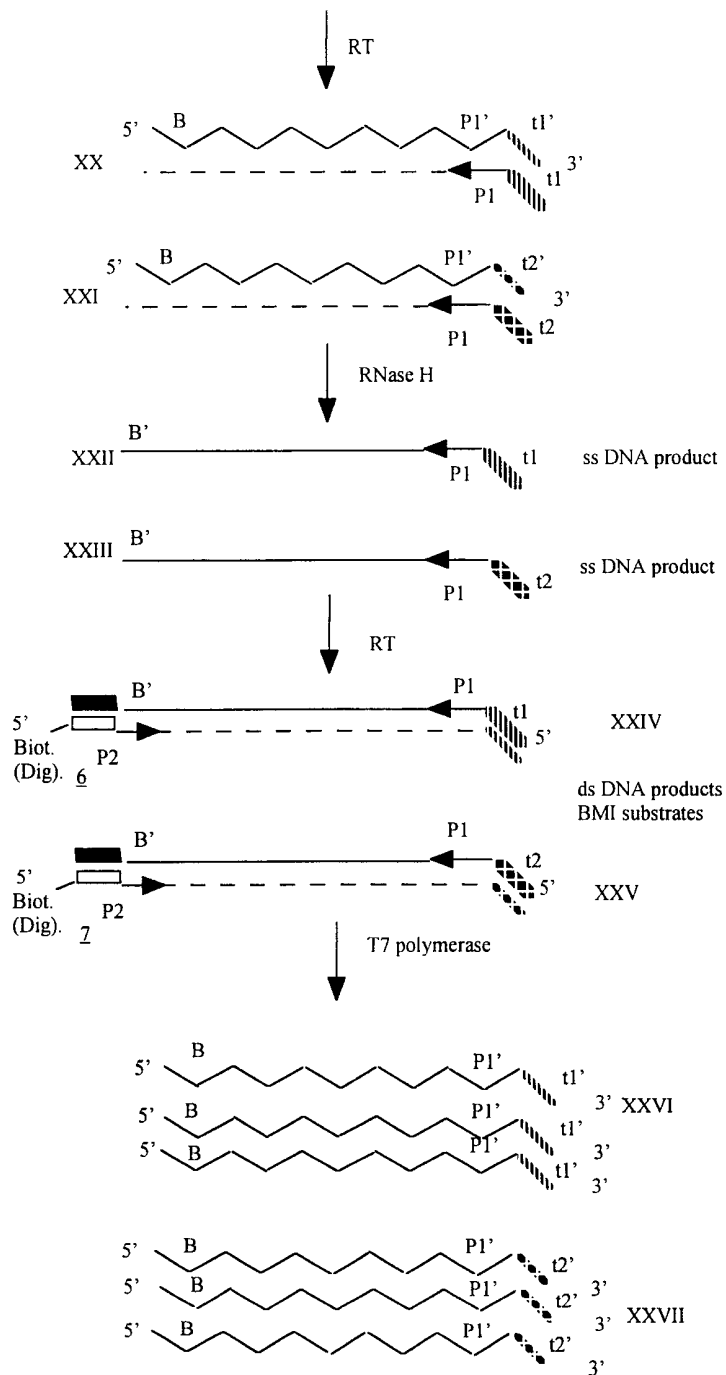 RT
5' B P1' t1'
XX P1 t1 3'
5' B P1' t2'
XXI P1 t2 3'
RNase H
XXII B' P1 t1 ss DNA product
XXIII B' P1 t2 ss DNA product
RT
B' P1 t1 XXIV
5' 5'
Biot. P2
(Dig). 6
ds DNA products
BMI substrates
B' P1 t2
5' 5' XXV
Biot. P2
(Dig). 7
T7 polymerase
5' B P1' t1' 3' XXVI
5' B P1' t1' 3'
5' B P1' t1' 3'
5' B P1' t2' 3'
5' B P1' t2' 3' XXVII
5' B P1' t2' 3'